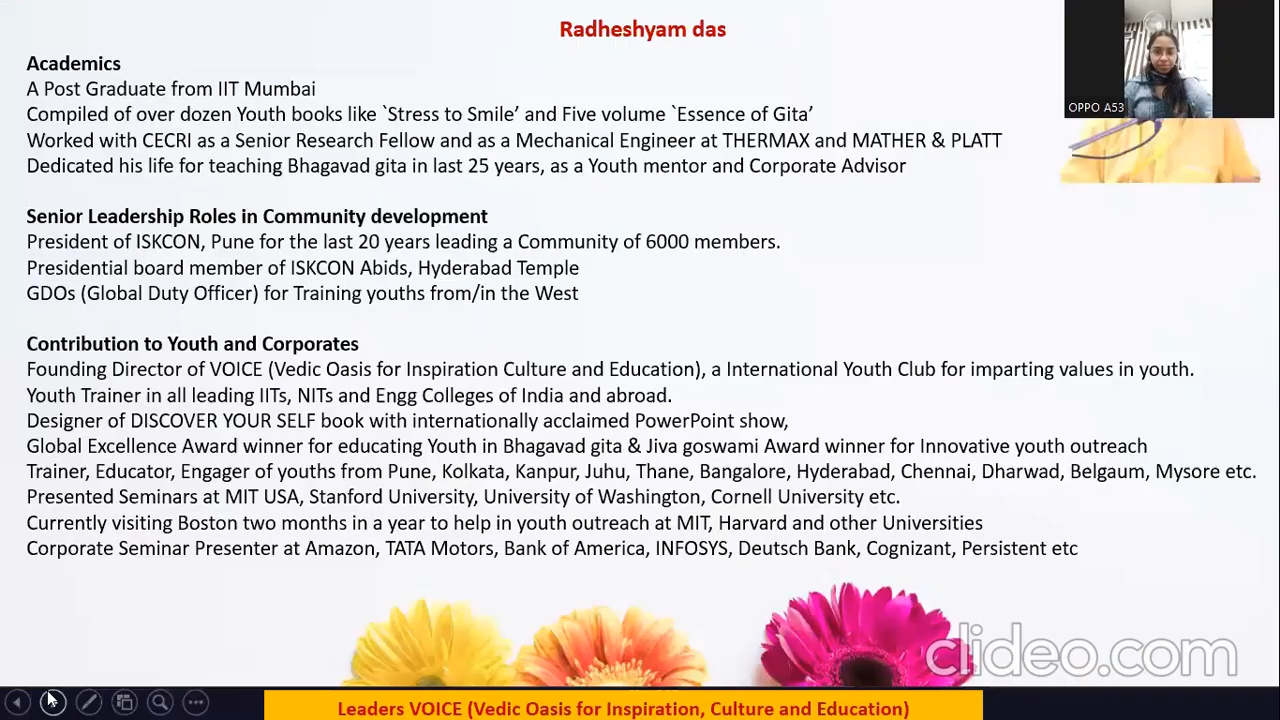 Radheshyam das
OPPO A53
Academics
A Post Graduate from IIT Mumbai
Compiled of over dozen Youth books like `Stress to Smile’ and Five volume `Essence of Gita’
Worked with CECRI as a Senior Research Fellow and as a Mechanical Engineer at THERMAX and MATHER & PLATT
Dedicated his life for teaching Bhagavad gita in last 25 years, as a Youth mentor and Corporate Advisor
Senior Leadership Roles in Community development
President of ISKCON, Pune for the last 20 years leading a Community of 6000 members.
Presidential board member of ISKCON Abids, Hyderabad Temple
GDOs (Global Duty Officer) for Training youths from/in the West
Contribution to Youth and Corporates
Founding Director of VOICE (Vedic Oasis for Inspiration Culture and Education), a International Youth Club for imparting values in youth.
Youth Trainer in all leading IITs, NITs and Engg Colleges of India and abroad.
Designer of DISCOVER YOUR SELF book with internationally acclaimed PowerPoint show,
Global Excellence Award winner for educating Youth in Bhagavad gita & Jiva goswami Award winner for Innovative youth outreach
Trainer, Educator, Engager of youths from Pune, Kolkata, Kanpur, Juhu, Thane, Bangalore, Hyderabad, Chennai, Dharwad, Belgaum, Mysore etc.
Presented Seminars at MIT USA, Stanford University, University of Washington, Cornell University etc.
Currently visiting Boston two months in a year to help in youth outreach at MIT, Harvard and other Universities
Corporate Seminar Presenter at Amazon, TATA Motors, Bank of America, INFOSYS, Deutsch Bank, Cognizant, Persistent etc
clideo.com
Leaders VOICE (Vedic Oasis for Inspiration, Culture and Education)